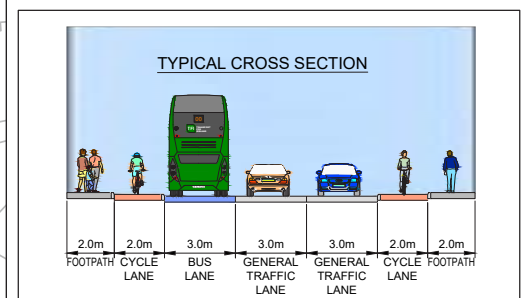 TYPICAL CROSS SECTION
2.0m 2.0m 3.0m 3.0m 3.0m 2.0m 2.0m
FOOTPATH CYCLE LANE BUS LANE GENERAL TRAFFIC LANE GENERAL TRAFFIC LANE CYCLE LANE FOOTPATH